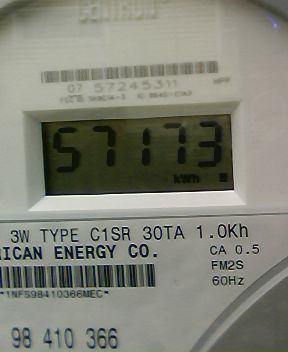 CENTRON
07 57245311
57173
kWh
3W TYPE C1SR 30TA 1.0Kh
RICAN ENERGY CO. CA 0.5
FM2S
60Hz
*1NFS98410366MEC*
98 410 366